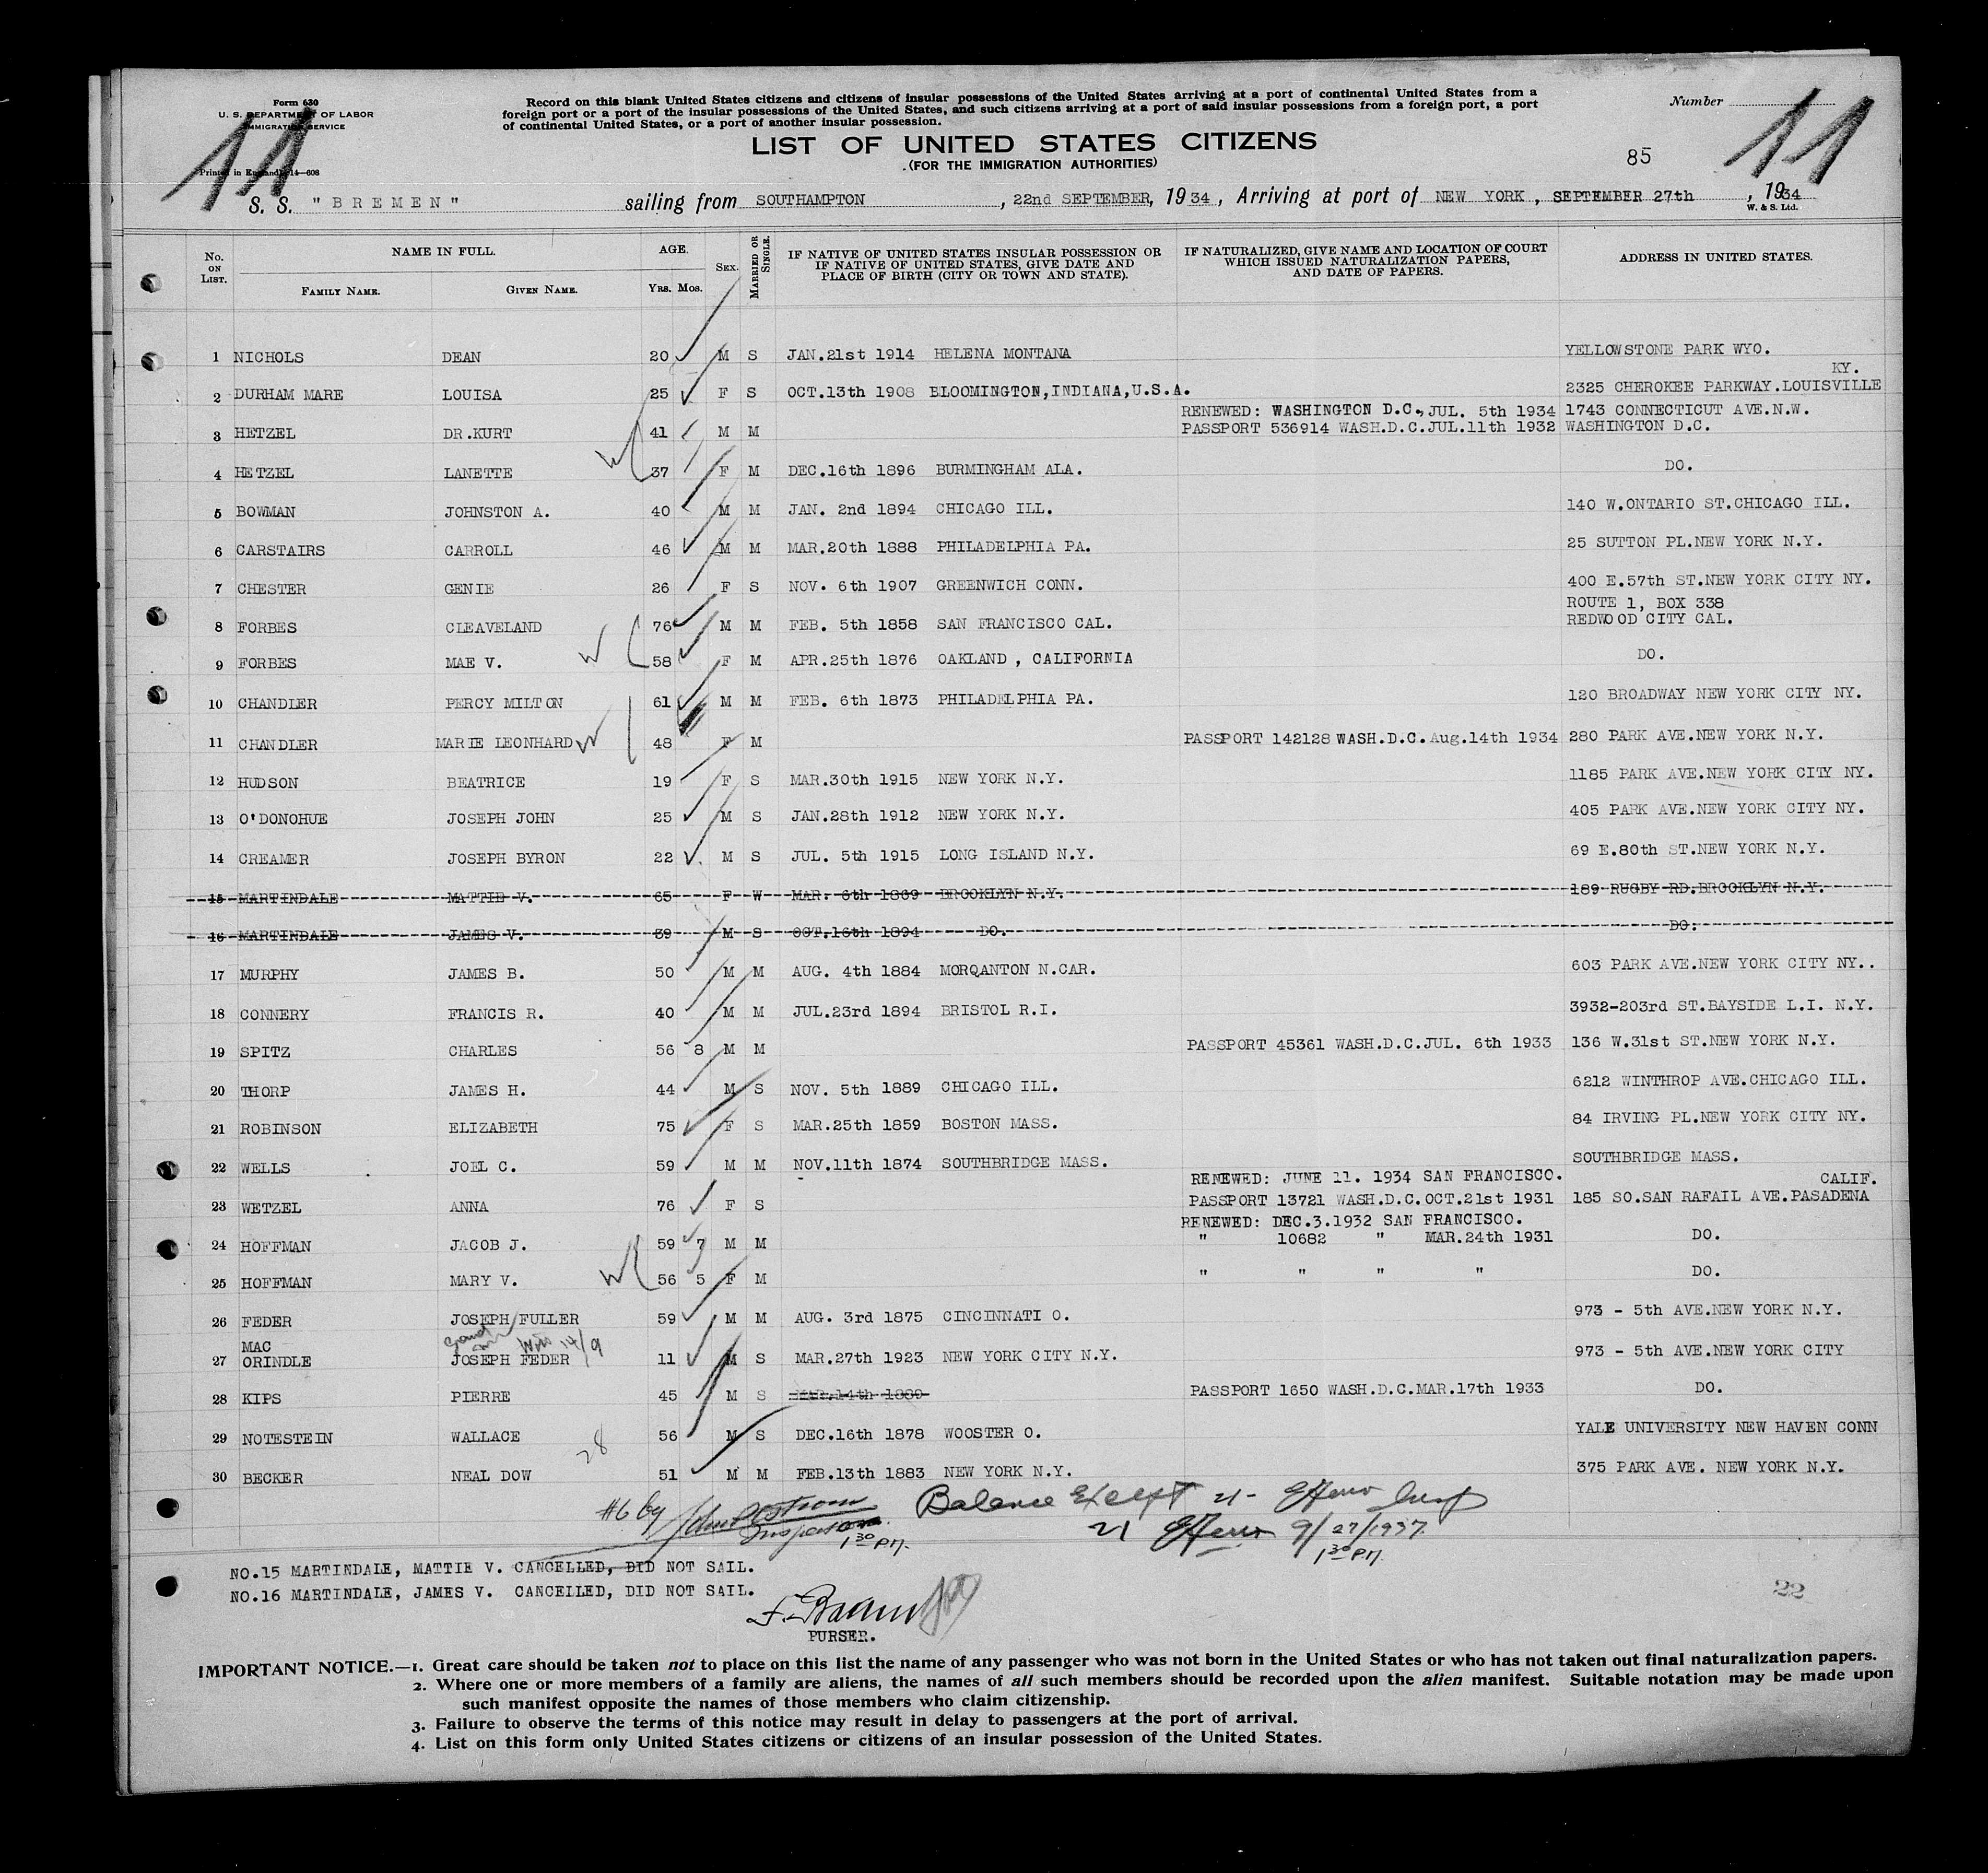 Form 630
U. S. DEPARTMENT OF LABOR
IMMIGRATION SERVICE
Printed in England 14—608
11
Record on this blank United States citizens and citizens of insular possessions of the United States arriving at a port of continental United States from a
foreign port or a port of the insular possessions of the United States, and such citizens arriving at a port of said insular possessions from a foreign port, a port
of continental United States, or a port of another insular possession.
Number
11
LIST OF UNITED STATES CITIZENS
(FOR THE IMMIGRATION AUTHORITIES)
85
S. S. "BREMEN" sailing from SOUTHAMPTON, 22nd SEPTEMBER, 1934, Arriving at port of NEW YORK, SEPTEMBER 27th, 1934
W. & S. Ltd.
No. ON LIST. NAME IN FULL. AGE. SEX. MARRIED OR SINGLE. IF NATIVE OF UNITED STATES INSULAR POSSESSION OR IF NATIVE OF UNITED STATES, GIVE DATE AND PLACE OF BIRTH (CITY OR TOWN AND STATE). IF NATURALIZED, GIVE NAME AND LOCATION OF COURT WHICH ISSUED NATURALIZATION PAPERS, AND DATE OF PAPERS. ADDRESS IN UNITED STATES.
FAMILY NAME. GIVEN NAME. YRS. MOS.
1 NICHOLS DEAN 20 M S JAN.21st 1914 HELENA MONTANA YELLOWSTONE PARK WYO.
KY.
2 DURHAM MARE LOUISA 25 F S OCT.13th 1908 BLOOMINGTON,INDIANA,U.S.A. 2325 CHEROKEE PARKWAY.LOUISVILLE
RENEWED: WASHINGTON D.C., JUL. 5th 1934 1743 CONNECTICUT AVE.N.W.
3 HETZEL DR.KURT 41 M M PASSPORT 536914 WASH.D.C.JUL.11th 1932 WASHINGTON D.C.
W
4 HETZEL LANETTE 37 F M DEC.16th 1896 BURMINGHAM ALA. DO.
5 BOWMAN JOHNSTON A. 40 M M JAN. 2nd 1894 CHICAGO ILL. 140 W.ONTARIO ST.CHICAGO ILL.
6 CARSTAIRS CARROLL 46 M M MAR.20th 1888 PHILADELPHIA PA. 25 SUTTON PL.NEW YORK N.Y.
7 CHESTER GENIE 26 F S NOV. 6th 1907 GREENWICH CONN. 400 E.57th ST.NEW YORK CITY NY.
ROUTE 1, BOX 338
8 FORBES CLEAVELAND 76 M M FEB. 5th 1858 SAN FRANCISCO CAL. REDWOOD CITY CAL.
9 FORBES MAE V. W 58 F M APR.25th 1876 OAKLAND, CALIFORNIA DO.
10 CHANDLER PERCY MILTON 61 M M FEB. 6th 1873 PHILADELPHIA PA. 120 BROADWAY NEW YORK CITY NY.
11 CHANDLER MARIE LEONHARD W 48 F M PASSPORT 142128 WASH.D.C.Aug.14th 1934 280 PARK AVE.NEW YORK N.Y.
12 HUDSON BEATRICE 19 F S MAR.30th 1915 NEW YORK N.Y. 1185 PARK AVE.NEW YORK CITY NY.
13 O'DONOHUE JOSEPH JOHN 25 M S JAN.28th 1912 NEW YORK N.Y. 405 PARK AVE.NEW YORK CITY NY.
14 CREAMER JOSEPH BYRON 22 M S JUL. 5th 1915 LONG ISLAND N.Y. 69 E.80th ST.NEW YORK N.Y.
15 MARTINDALE MATTIE V. 65 F W MAR. 6th 1869 BROOKLYN N.Y. 189 RUGBY RD.BROOKLYN N.Y.
16 MARTINDALE JAMES V. 39 M S OCT.16th 1894 DO. DO.
17 MURPHY JAMES B. 50 M M AUG. 4th 1884 MORQANTON N.CAR. 603 PARK AVE.NEW YORK CITY NY..
18 CONNERY FRANCIS R. 40 M M JUL.23rd 1894 BRISTOL R.I. 3932-203rd ST.BAYSIDE L.I. N.Y.
19 SPITZ CHARLES 56 8 M M PASSPORT 45361 WASH.D.C.JUL. 6th 1933 136 W.31st ST.NEW YORK N.Y.
20 THORP JAMES H. 44 M S NOV. 5th 1889 CHICAGO ILL. 6212 WINTHROP AVE.CHICAGO ILL.
21 ROBINSON ELIZABETH 75 F S MAR.25th 1859 BOSTON MASS. 84 IRVING PL.NEW YORK CITY NY.
22 WELLS JOEL C. 59 M M NOV.11th 1874 SOUTHBRIDGE MASS. SOUTHBRIDGE MASS.
RENEWED: JUNE 11. 1934 SAN FRANCISCO. CALIF.
23 WETZEL ANNA 76 F S PASSPORT 13721 WASH.D.C.OCT.21st 1931 185 SO.SAN RAFAIL AVE.PASADENA
RENEWED: DEC.3.1932 SAN FRANCISCO.
24 HOFFMAN JACOB J. 59 7 M M " 10682 " MAR.24th 1931 DO.
25 HOFFMAN MARY V. W 56 5 F M " " " " DO.
26 FEDER JOSEPH FULLER 59 M M AUG. 3rd 1875 CINCINNATI O. 973 - 5th AVE.NEW YORK N.Y.
Grand
MAC
27 ORINDLE JOSEPH FEDER 11 M S MAR.27th 1923 NEW YORK CITY N.Y. 973 - 5th AVE.NEW YORK CITY
28 KIPS PIERRE 45 M S MAR.14th 1889 PASSPORT 1650 WASH.D.C.MAR.17th 1933 DO.
29 NOTESTEIN WALLACE 56 M S DEC.16th 1878 WOOSTER O. YALE UNIVERSITY NEW HAVEN CONN
28
30 BECKER NEAL DOW 51 M M FEB.13th 1883 NEW YORK N.Y. 375 PARK AVE. NEW YORK N.Y.
#6 by
Balance Except 21
21
9/27/1937
1 30 P.M.
1 30 P.M.
NO.15 MARTINDALE, MATTIE V. CANCELLED, DID NOT SAIL.
NO.16 MARTINDALE, JAMES V. CANCELLED, DID NOT SAIL.
22
PURSER.
IMPORTANT NOTICE.—1. Great care should be taken not to place on this list the name of any passenger who was not born in the United States or who has not taken out final naturalization papers.
2. Where one or more members of a family are aliens, the names of all such members should be recorded upon the alien manifest. Suitable notation may be made upon
such manifest opposite the names of those members who claim citizenship.
3. Failure to observe the terms of this notice may result in delay to passengers at the port of arrival.
4. List on this form only United States citizens or citizens of an insular possession of the United States.